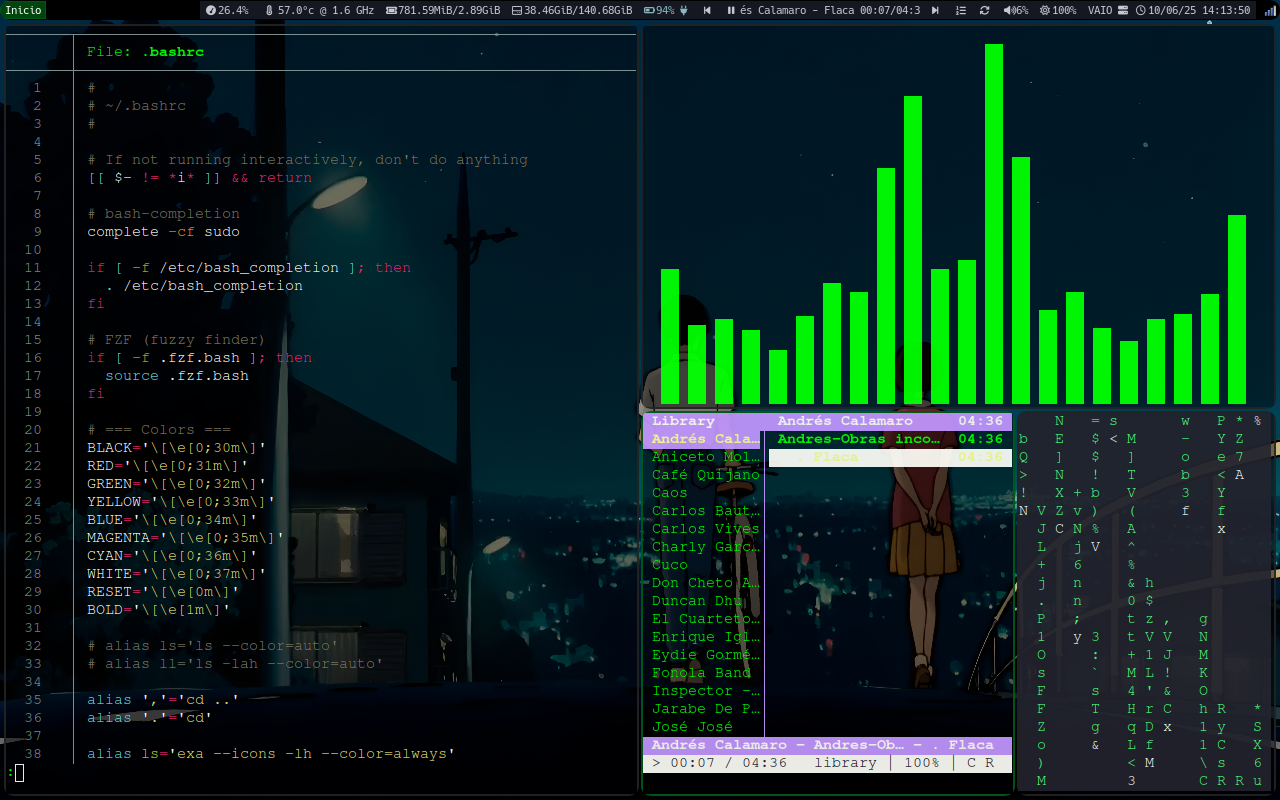 Inicio 26.4% 57.0°c @ 1.6 GHz 781.59MiB/2.89GiB 38.46GiB/140.68GiB 94% és Calamaro - Flaca 00:07/04:3 6% 100% VAIO 10/06/25 14:13:50
File: .bashrc
1 #
2 # ~/.bashrc
3 #
4
5 # If not running interactively, don't do anything
6 [[ $- != *i* ]] && return
7
8 # bash-completion
9 complete -cf sudo
10
11 if [ -f /etc/bash_completion ]; then
12 . /etc/bash_completion
13 fi
14
15 # FZF (fuzzy finder)
16 if [ -f .fzf.bash ]; then
17 source .fzf.bash
18 fi
19
20 # === Colors ===
21 BLACK='\[\e[0;30m\]'
22 RED='\[\e[0;31m\]'
23 GREEN='\[\e[0;32m\]'
24 YELLOW='\[\e[0;33m\]'
25 BLUE='\[\e[0;34m\]'
26 MAGENTA='\[\e[0;35m\]'
27 CYAN='\[\e[0;36m\]'
28 WHITE='\[\e[0;37m\]'
29 RESET='\[\e[0m\]'
30 BOLD='\[\e[1m\]'
31
32 # alias ls='ls --color=auto'
33 # alias ll='ls -lah --color=auto'
34
35 alias ','='cd ..'
36 alias '.'='cd'
37
38 alias ls='exa --icons -lh --color=always'
:
Library Andrés Calamaro 04:36
Andrés Cala… Andres-Obras inco… 04:36
Aniceto Mol… . Flaca 04:36
Café Quijano
Caos
Carlos Baut…
Carlos Vives
Charly Garc…
Cuco
Don Cheto A…
Duncan Dhu
El Cuarteto…
Enrique Igl…
Eydie Gormé…
Fonola Band
Inspector -…
Jarabe De P…
José José
Andrés Calamaro - Andres-Ob… - . Flaca
> 00:07 / 04:36 library | 100% | C R
N = s w P * %
b E $ < M - Y Z
Q ] $ ] o e 7
> N ! T b < A
! X + b V 3 Y
N V Z v ) ( f f
J C N % A x
L j V ^
+ 6 %
j n & h
. n 0 $
P ; t z , g
1 y 3 t V V N
O : + l J M
s ` M L ! K
F s 4 ' & O
F T H r C h R *
Z g q D x l y S
o & L f l C X
) < M \ s 6
M 3 C R R u